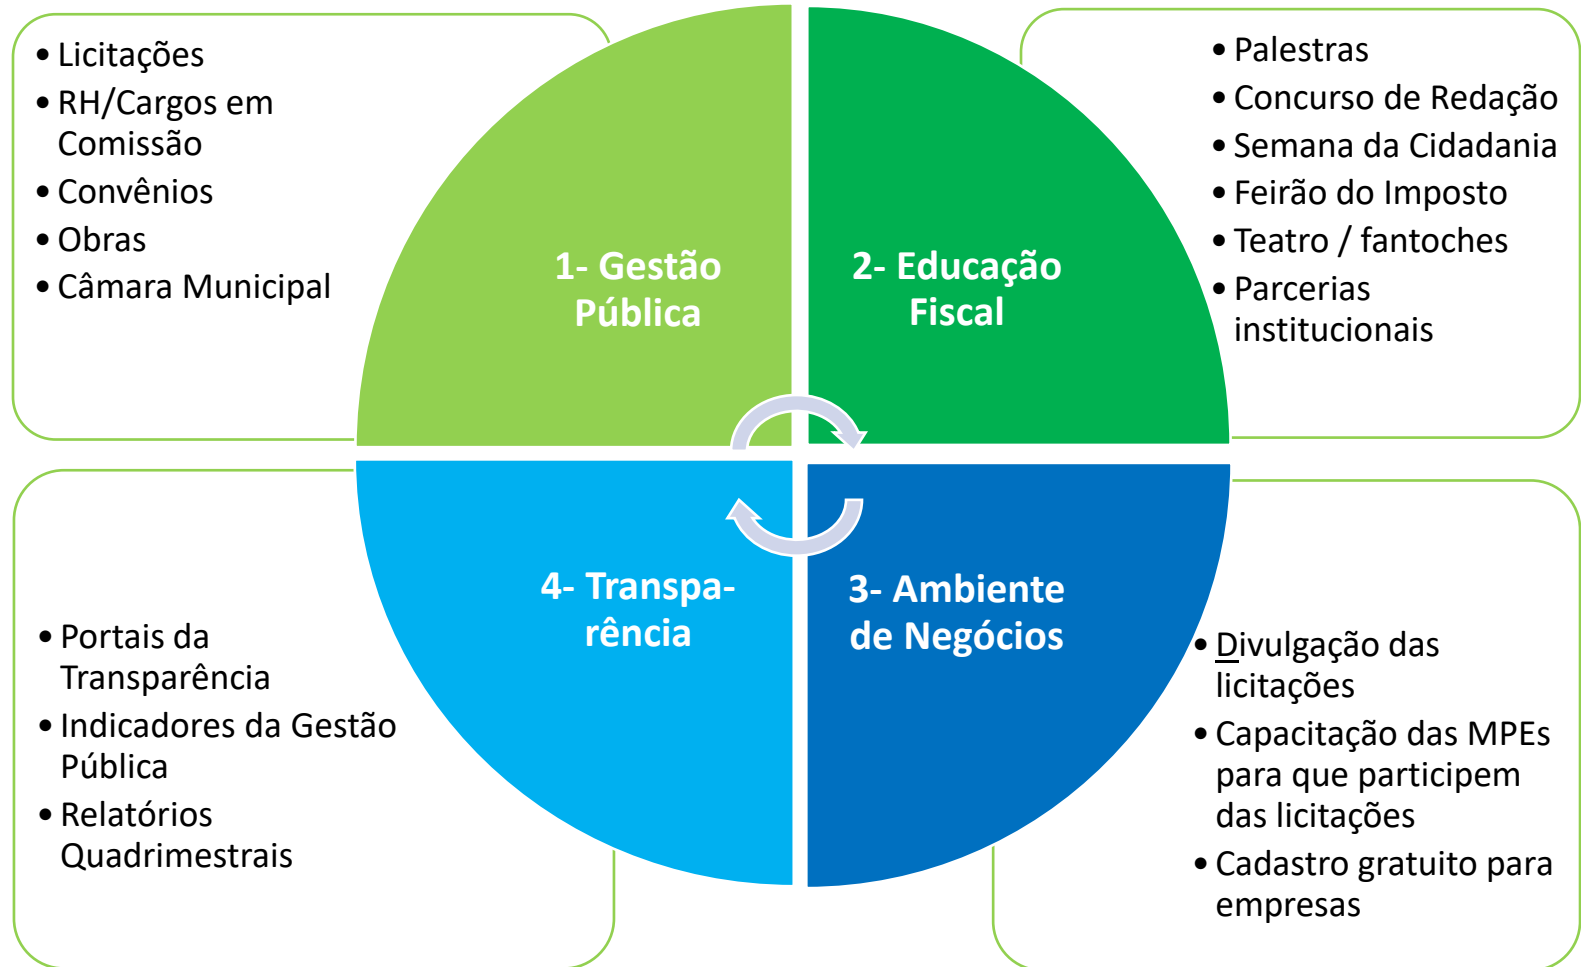 • Licitações
• RH/Cargos em
Comissão
• Convênios
• Obras
• Câmara Municipal
1- Gestão
Pública
2- Educação
Fiscal
• Palestras
• Concurso de Redação
• Semana da Cidadania
• Feirão do Imposto
• Teatro / fantoches
• Parcerias
institucionais
4- Transpa-
rência
3- Ambiente
de Negócios
• Portais da
Transparência
• Indicadores da Gestão
Pública
• Relatórios
Quadrimestrais
• Divulgação das
licitações
• Capacitação das MPEs
para que participem
das licitações
• Cadastro gratuito para
empresas